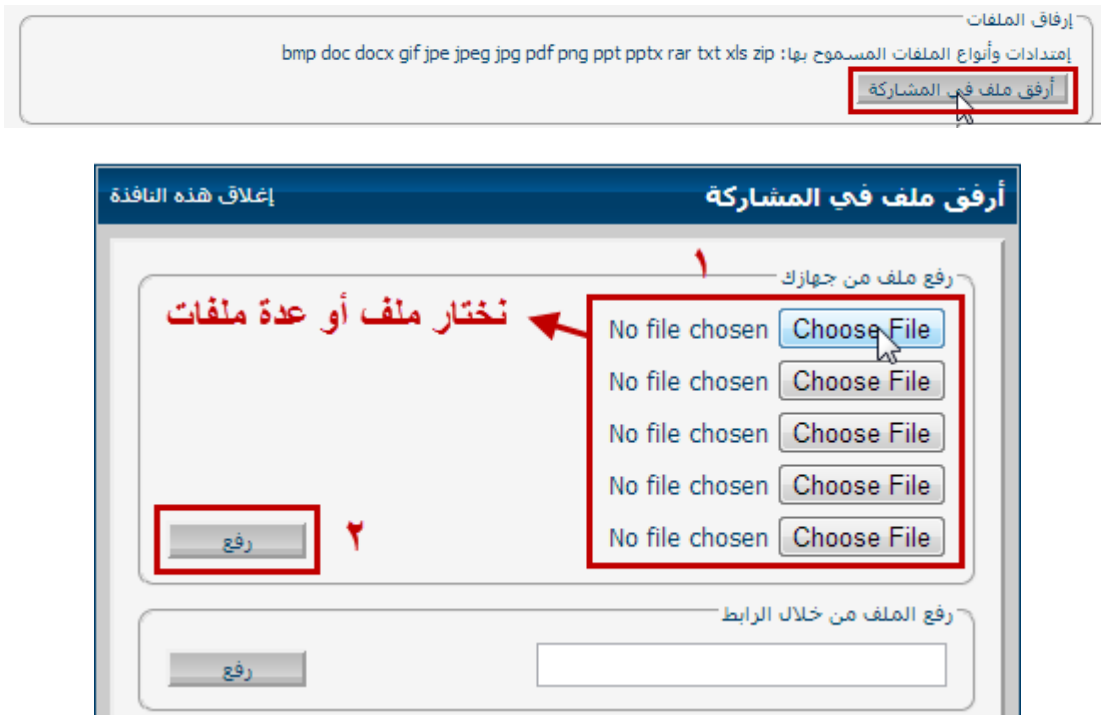 إرفاق الملفات
إمتدادات وأنواع الملفات المسموح بها: bmp doc docx gif jpe jpeg jpg pdf png ppt pptx rar txt xls zip
أرفق ملف في المشاركة
أرفق ملف في المشاركة
إغلاق هذه النافذة
١
رفع ملف من جهازك
Choose File No file chosen
نختار ملف أو عدة ملفات
Choose File No file chosen
Choose File No file chosen
Choose File No file chosen
Choose File No file chosen
٢
رفع
رفع الملف من خلال الرابط
رفع